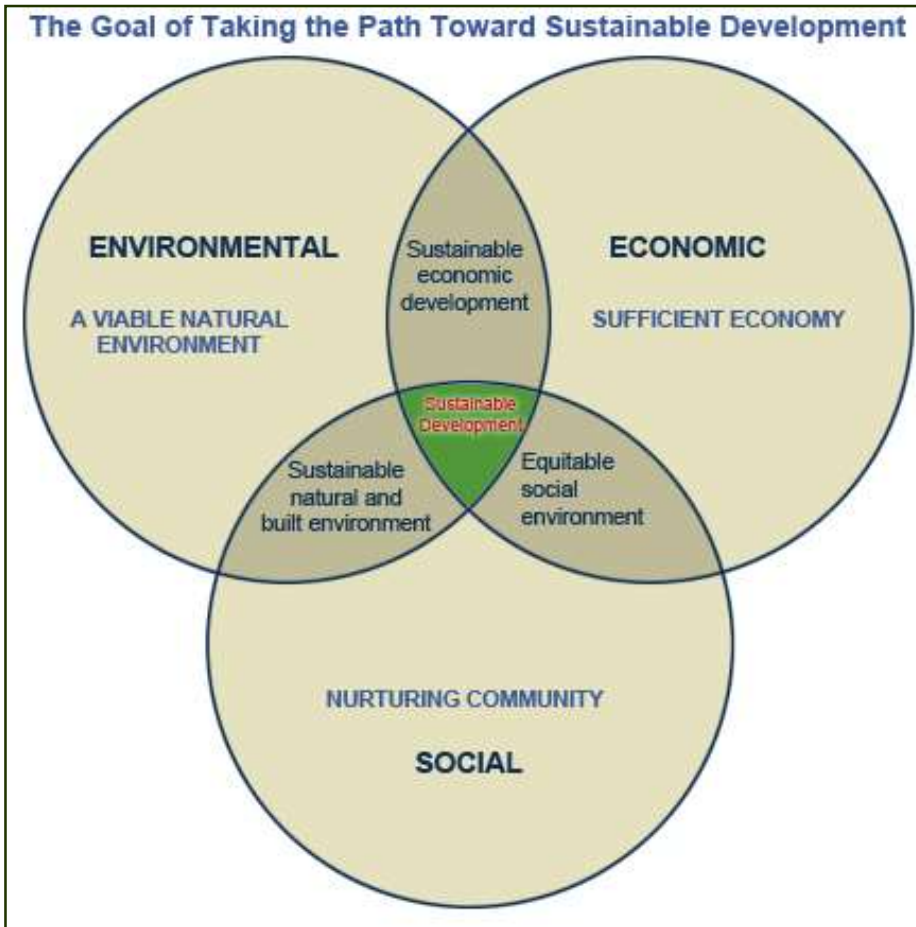 The Goal of Taking the Path Toward Sustainable Development
ENVIRONMENTAL
A VIABLE NATURAL
ENVIRONMENT
Sustainable
economic
development
ECONOMIC
SUFFICIENT ECONOMY
Sustainable
Development
Sustainable
natural and
built environment
Equitable
social
environment
NURTURING COMMUNITY
SOCIAL